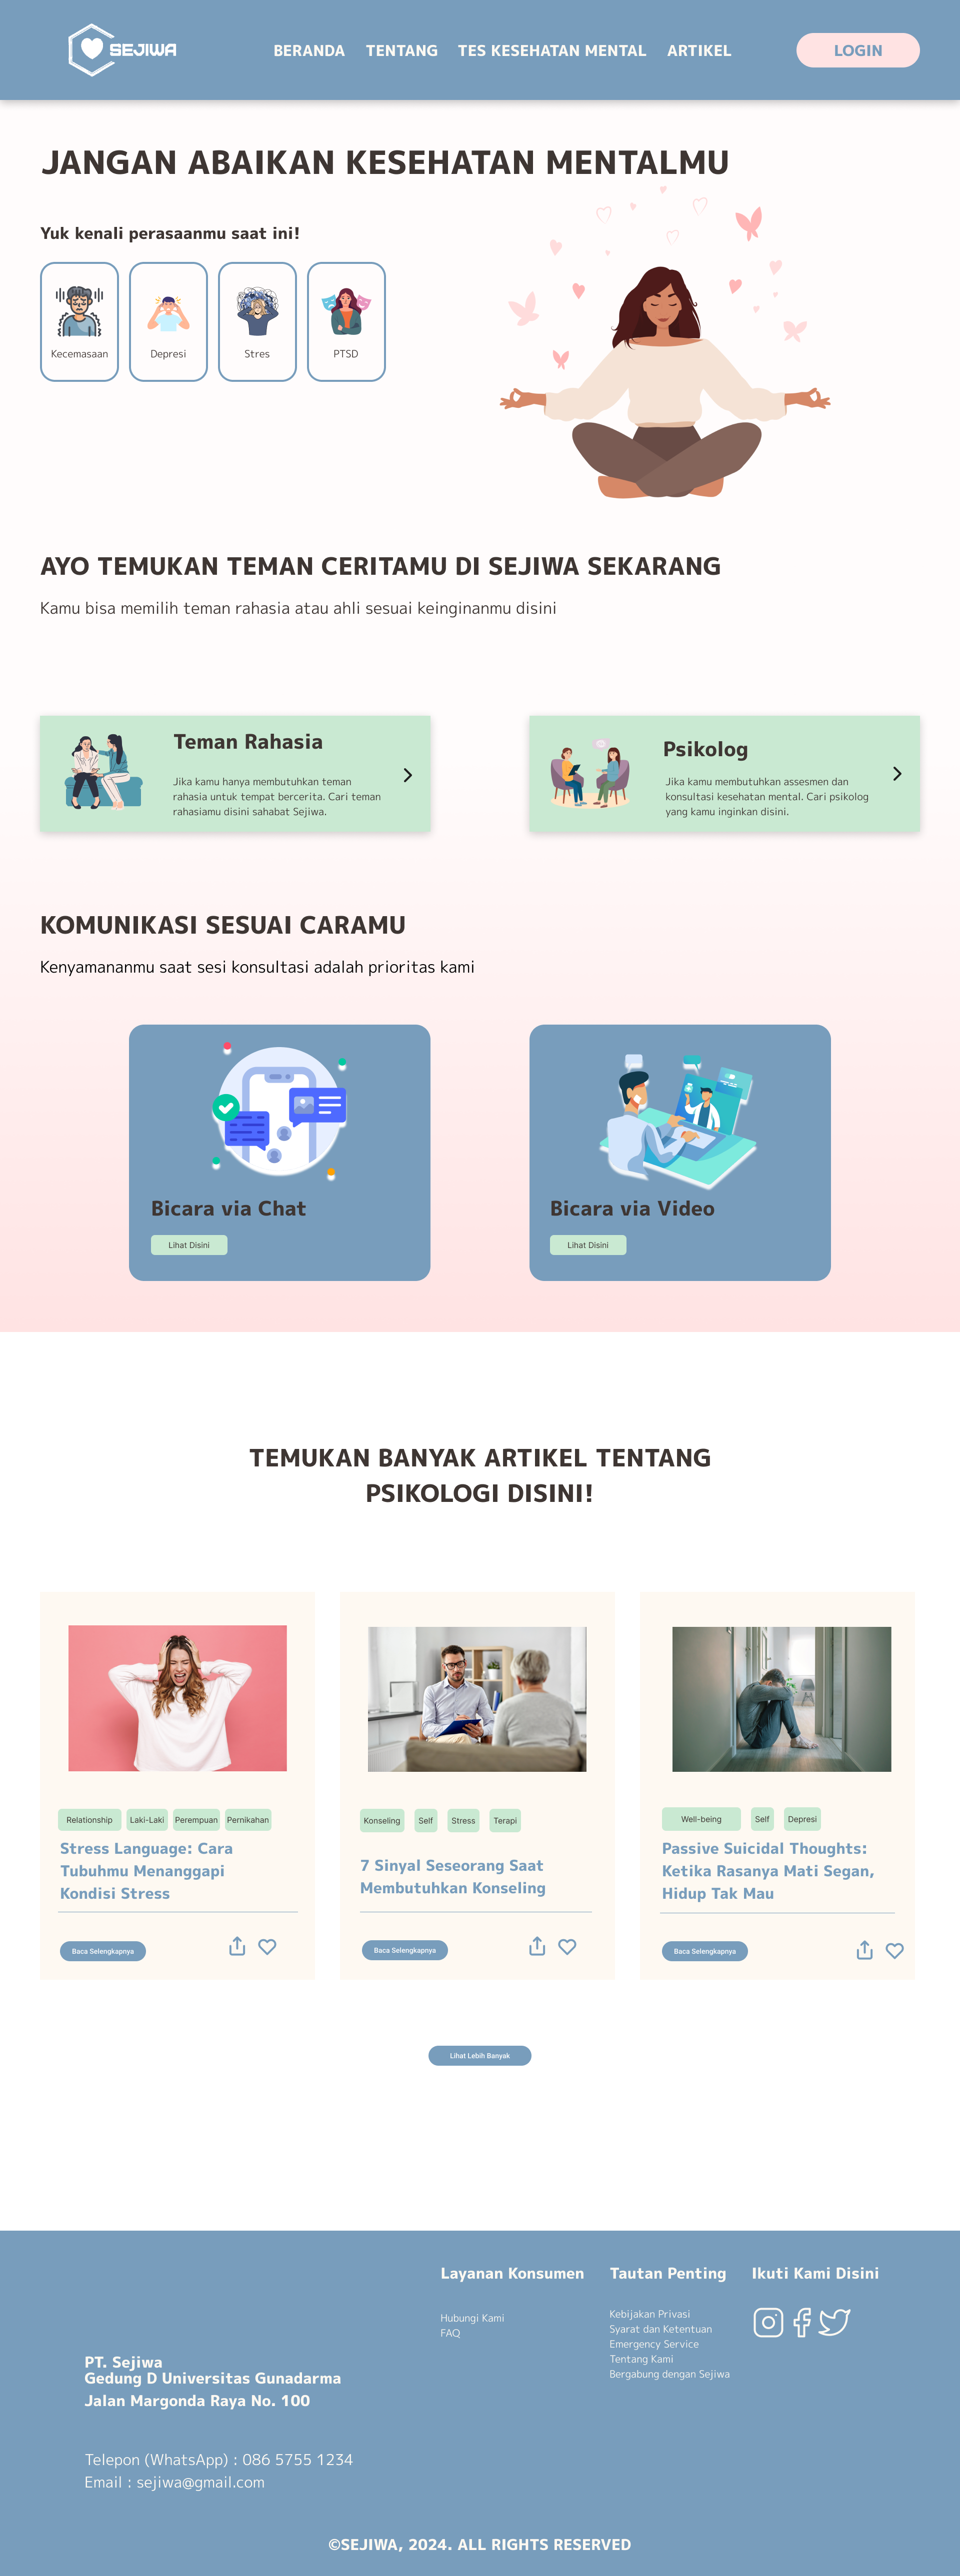 SEJIWA
BERANDA
TENTANG
TES KESEHATAN MENTAL
ARTIKEL
LOGIN
JANGAN ABAIKAN KESEHATAN MENTALMU
Yuk kenali perasaanmu saat ini!
Kecemasaan
Depresi
Stres
PTSD
AYO TEMUKAN TEMAN CERITAMU DI SEJIWA SEKARANG
Kamu bisa memilih teman rahasia atau ahli sesuai keinginanmu disini
Teman Rahasia
Jika kamu hanya membutuhkan teman
rahasia untuk tempat bercerita. Cari teman
rahasiamu disini sahabat Sejiwa.
Psikolog
Jika kamu membutuhkan assesmen dan
konsultasi kesehatan mental. Cari psikolog
yang kamu inginkan disini.
KOMUNIKASI SESUAI CARAMU
Kenyamananmu saat sesi konsultasi adalah prioritas kami
Bicara via Chat
Lihat Disini
Bicara via Video
Lihat Disini
TEMUKAN BANYAK ARTIKEL TENTANG
PSIKOLOGI DISINI!
Relationship
Laki-Laki
Perempuan
Pernikahan
Stress Language: Cara
Tubuhmu Menanggapi
Kondisi Stress
Baca Selengkapnya
Konseling
Self
Stress
Terapi
7 Sinyal Seseorang Saat
Membutuhkan Konseling
Baca Selengkapnya
Well-being
Self
Depresi
Passive Suicidal Thoughts:
Ketika Rasanya Mati Segan,
Hidup Tak Mau
Baca Selengkapnya
Lihat Lebih Banyak
PT. Sejiwa
Gedung D Universitas Gunadarma
Jalan Margonda Raya No. 100
Telepon (WhatsApp) : 086 5755 1234
Email : sejiwa@gmail.com
Layanan Konsumen
Hubungi Kami
FAQ
Tautan Penting
Kebijakan Privasi
Syarat dan Ketentuan
Emergency Service
Tentang Kami
Bergabung dengan Sejiwa
Ikuti Kami Disini
©SEJIWA, 2024. ALL RIGHTS RESERVED